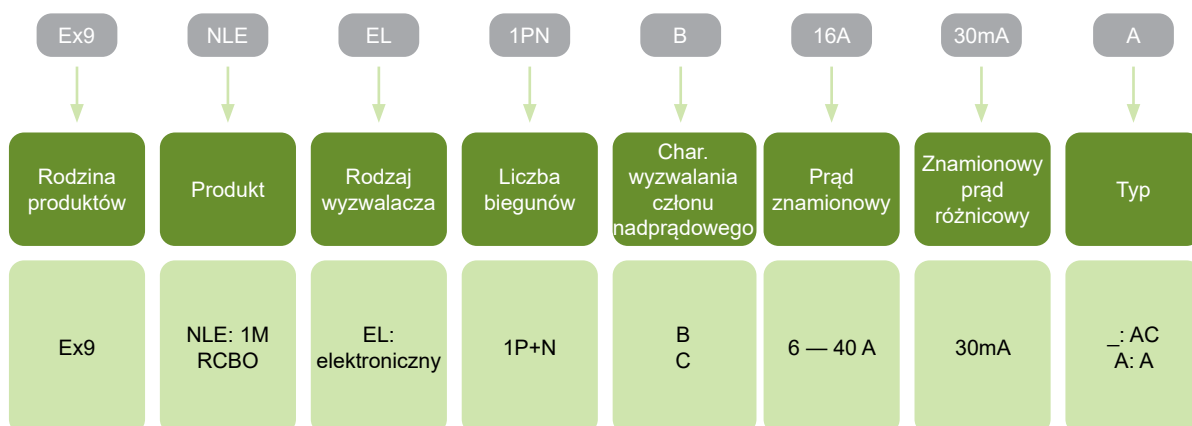 Ex9
NLE
EL
1PN
B
16A
30mA
A
Rodzina
produktów
Produkt
Rodzaj
wyzwalacza
Liczba
biegunów
Char.
wyzwalania
członu
nadprądowego
Prąd
znamionowy
Znamionowy
prąd
różnicowy
Typ
Ex9
NLE: 1M
RCBO
EL:
elektroniczny
1P+N
B
C
6 — 40 A
30mA
_: AC
A: A